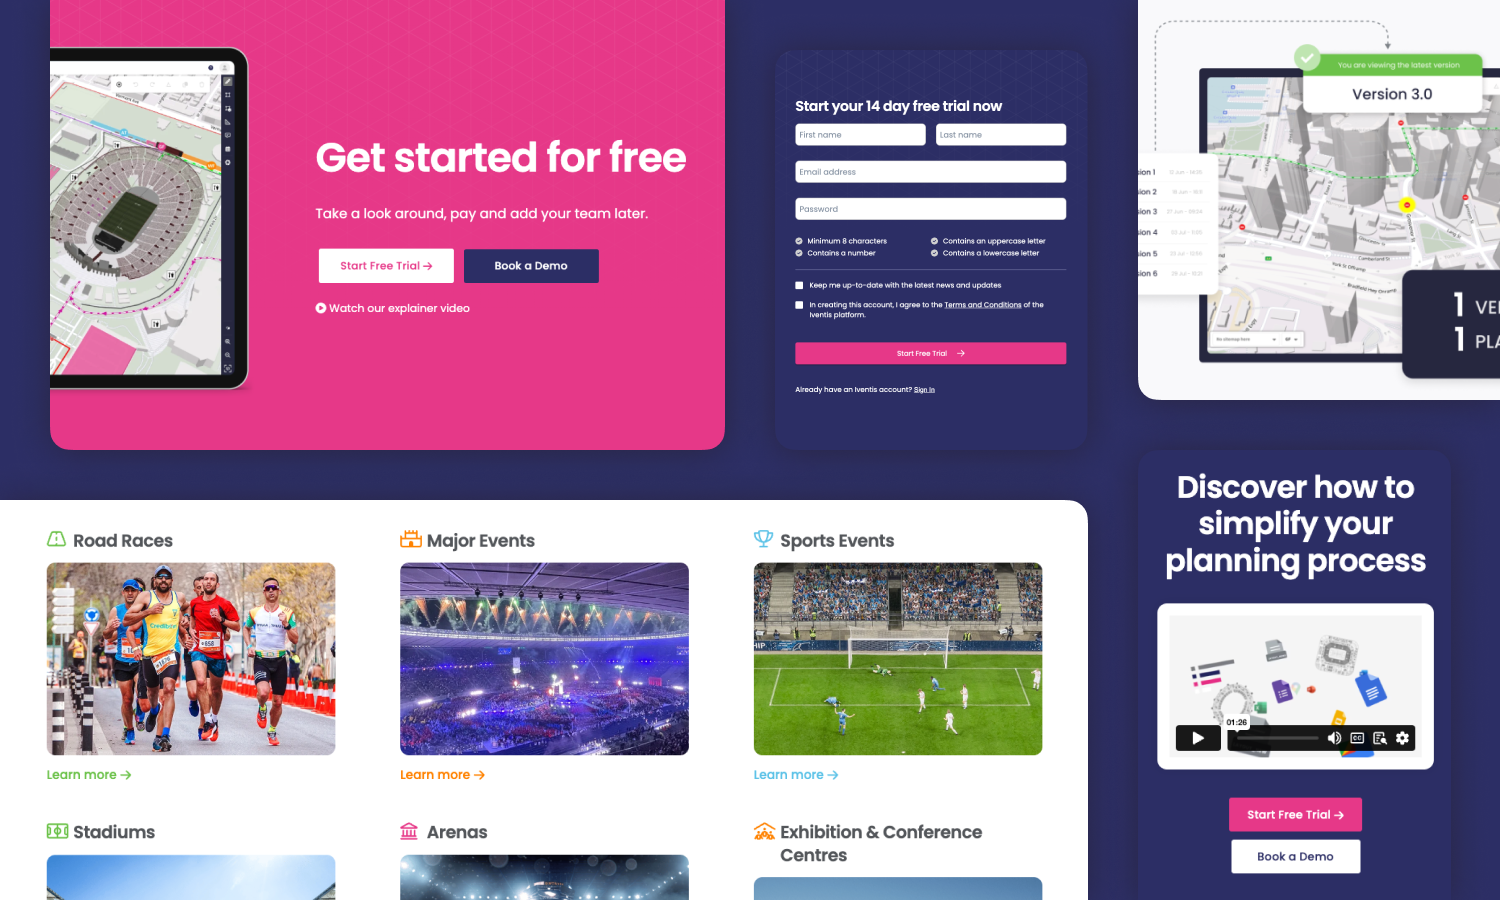 Get started for free
Take a look around, pay and add your team later.
Start Free Trial →
Book a Demo
Watch our explainer video
Start your 14 day free trial now
First name
Last name
Email address
Password
Minimum 8 characters
Contains an uppercase letter
Contains a number
Contains a lowercase letter
Keep me up-to-date with the latest news and updates
In creating this account, I agree to the Terms and Conditions of the
Iventis platform.
Start Free Trial →
Already have an Iventis account? Sign In
You are viewing the latest version
Version 3.0
sion 1
sion 2
sion 3
sion 4
sion 5
sion 6
1 VE
1 PLA
Road Races
Major Events
Sports Events
Learn more →
Learn more →
Learn more →
Stadiums
Arenas
Exhibition & Conference
Centres
Discover how to
simplify your
planning process
01:26
CC
Start Free Trial →
Book a Demo